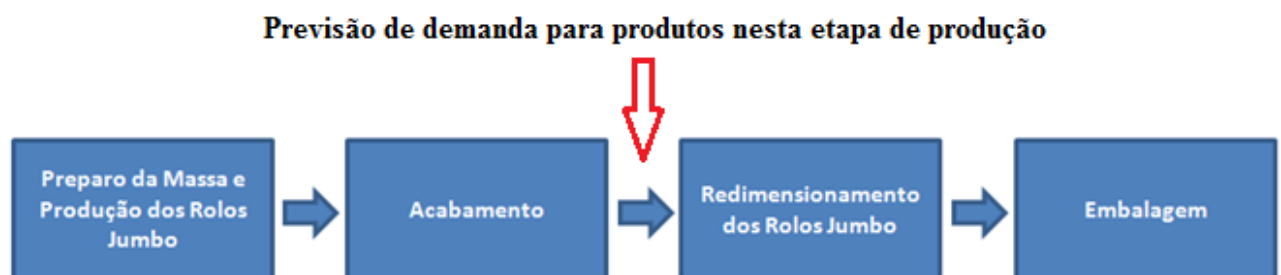 Previsão de demanda para produtos nesta etapa de produção
Preparo da Massa e
Produção dos Rolos
Jumbo
Acabamento
Redimensionamento
dos Rolos Jumbo
Embalagem